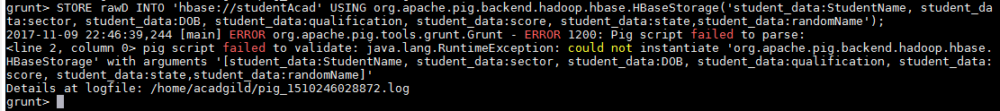 grunt> STORE rawD INTO 'hbase://studentAcad' USING org.apache.pig.backend.hadoop.hbase.HBaseStorage('student_data:StudentName, student_da
ta:sector, student_data:DOB, student_data:qualification, student_data:score, student_data:state,student_data:randomName');
2017-11-09 22:46:39,244 [main] ERROR org.apache.pig.tools.grunt.Grunt - ERROR 1200: Pig script failed to parse:
<line 2, column 0> pig script failed to validate: java.lang.RuntimeException: could not instantiate 'org.apache.pig.backend.hadoop.hbase.
HBaseStorage' with arguments '[student_data:StudentName, student_data:sector, student_data:DOB, student_data:qualification, student_data:
score, student_data:state,student_data:randomName]'
Details at logfile: /home/acadgild/pig_1510246028872.log
grunt>